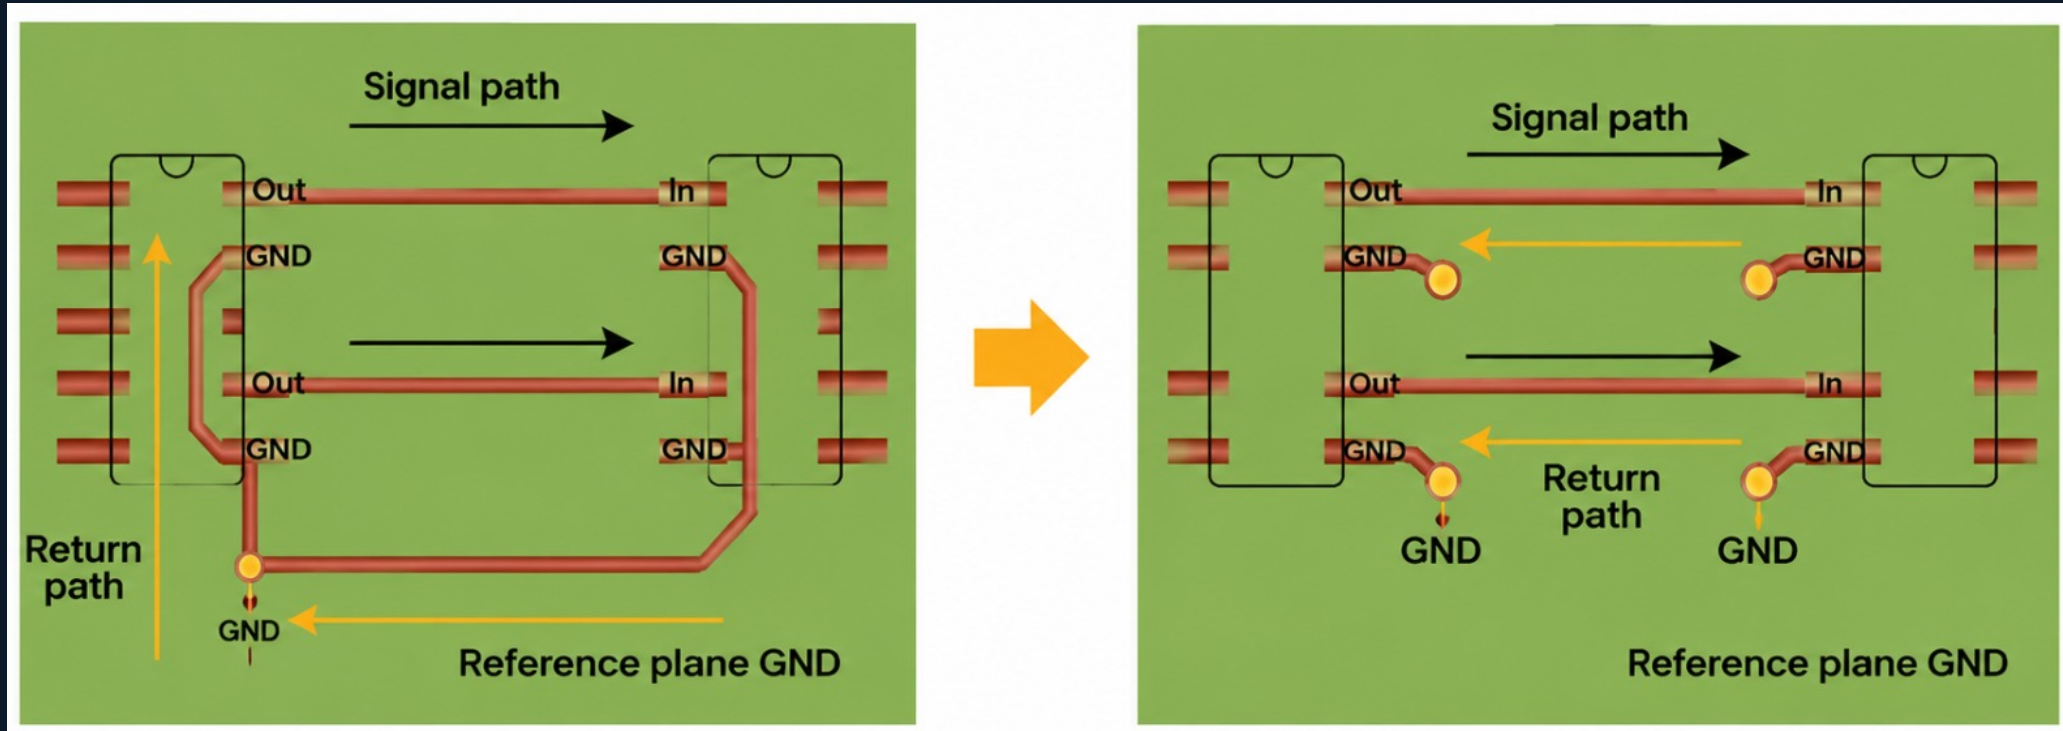 Signal path
Out
In
GND
GND
Out
In
GND
GND
Return
path
GND
Reference plane GND
Signal path
Out
In
GND
GND
Out
In
GND
GND
Return
path
GND
GND
Reference plane GND